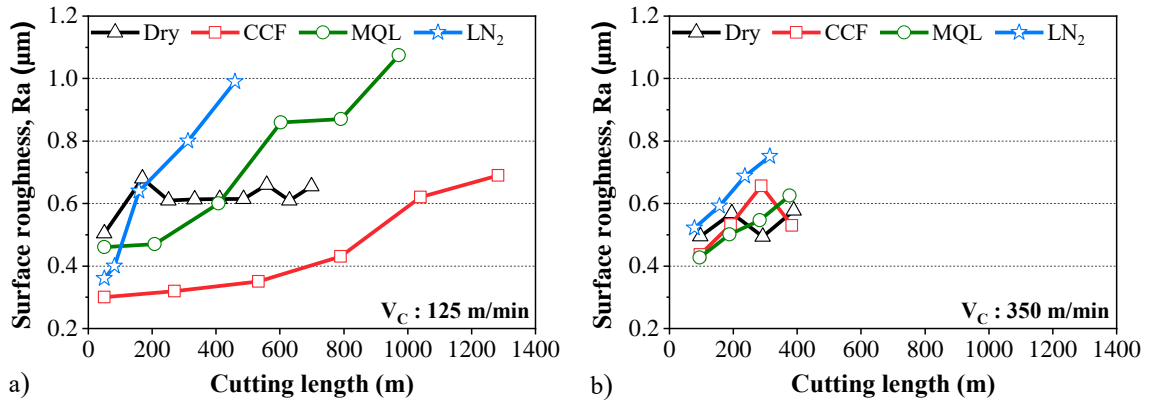 1.2
Dry CCF MQL LN₂
1.0
0.8
0.6
0.4
0.2
Surface roughness, Ra (µm)
V_C : 125 m/min
0 200 400 600 800 1000 1200 1400
Cutting length (m)
a)
1.2
Dry CCF MQL LN₂
1.0
0.8
0.6
0.4
0.2
Surface roughness, Ra (µm)
V_C : 350 m/min
0 200 400 600 800 1000 1200 1400
Cutting length (m)
b)